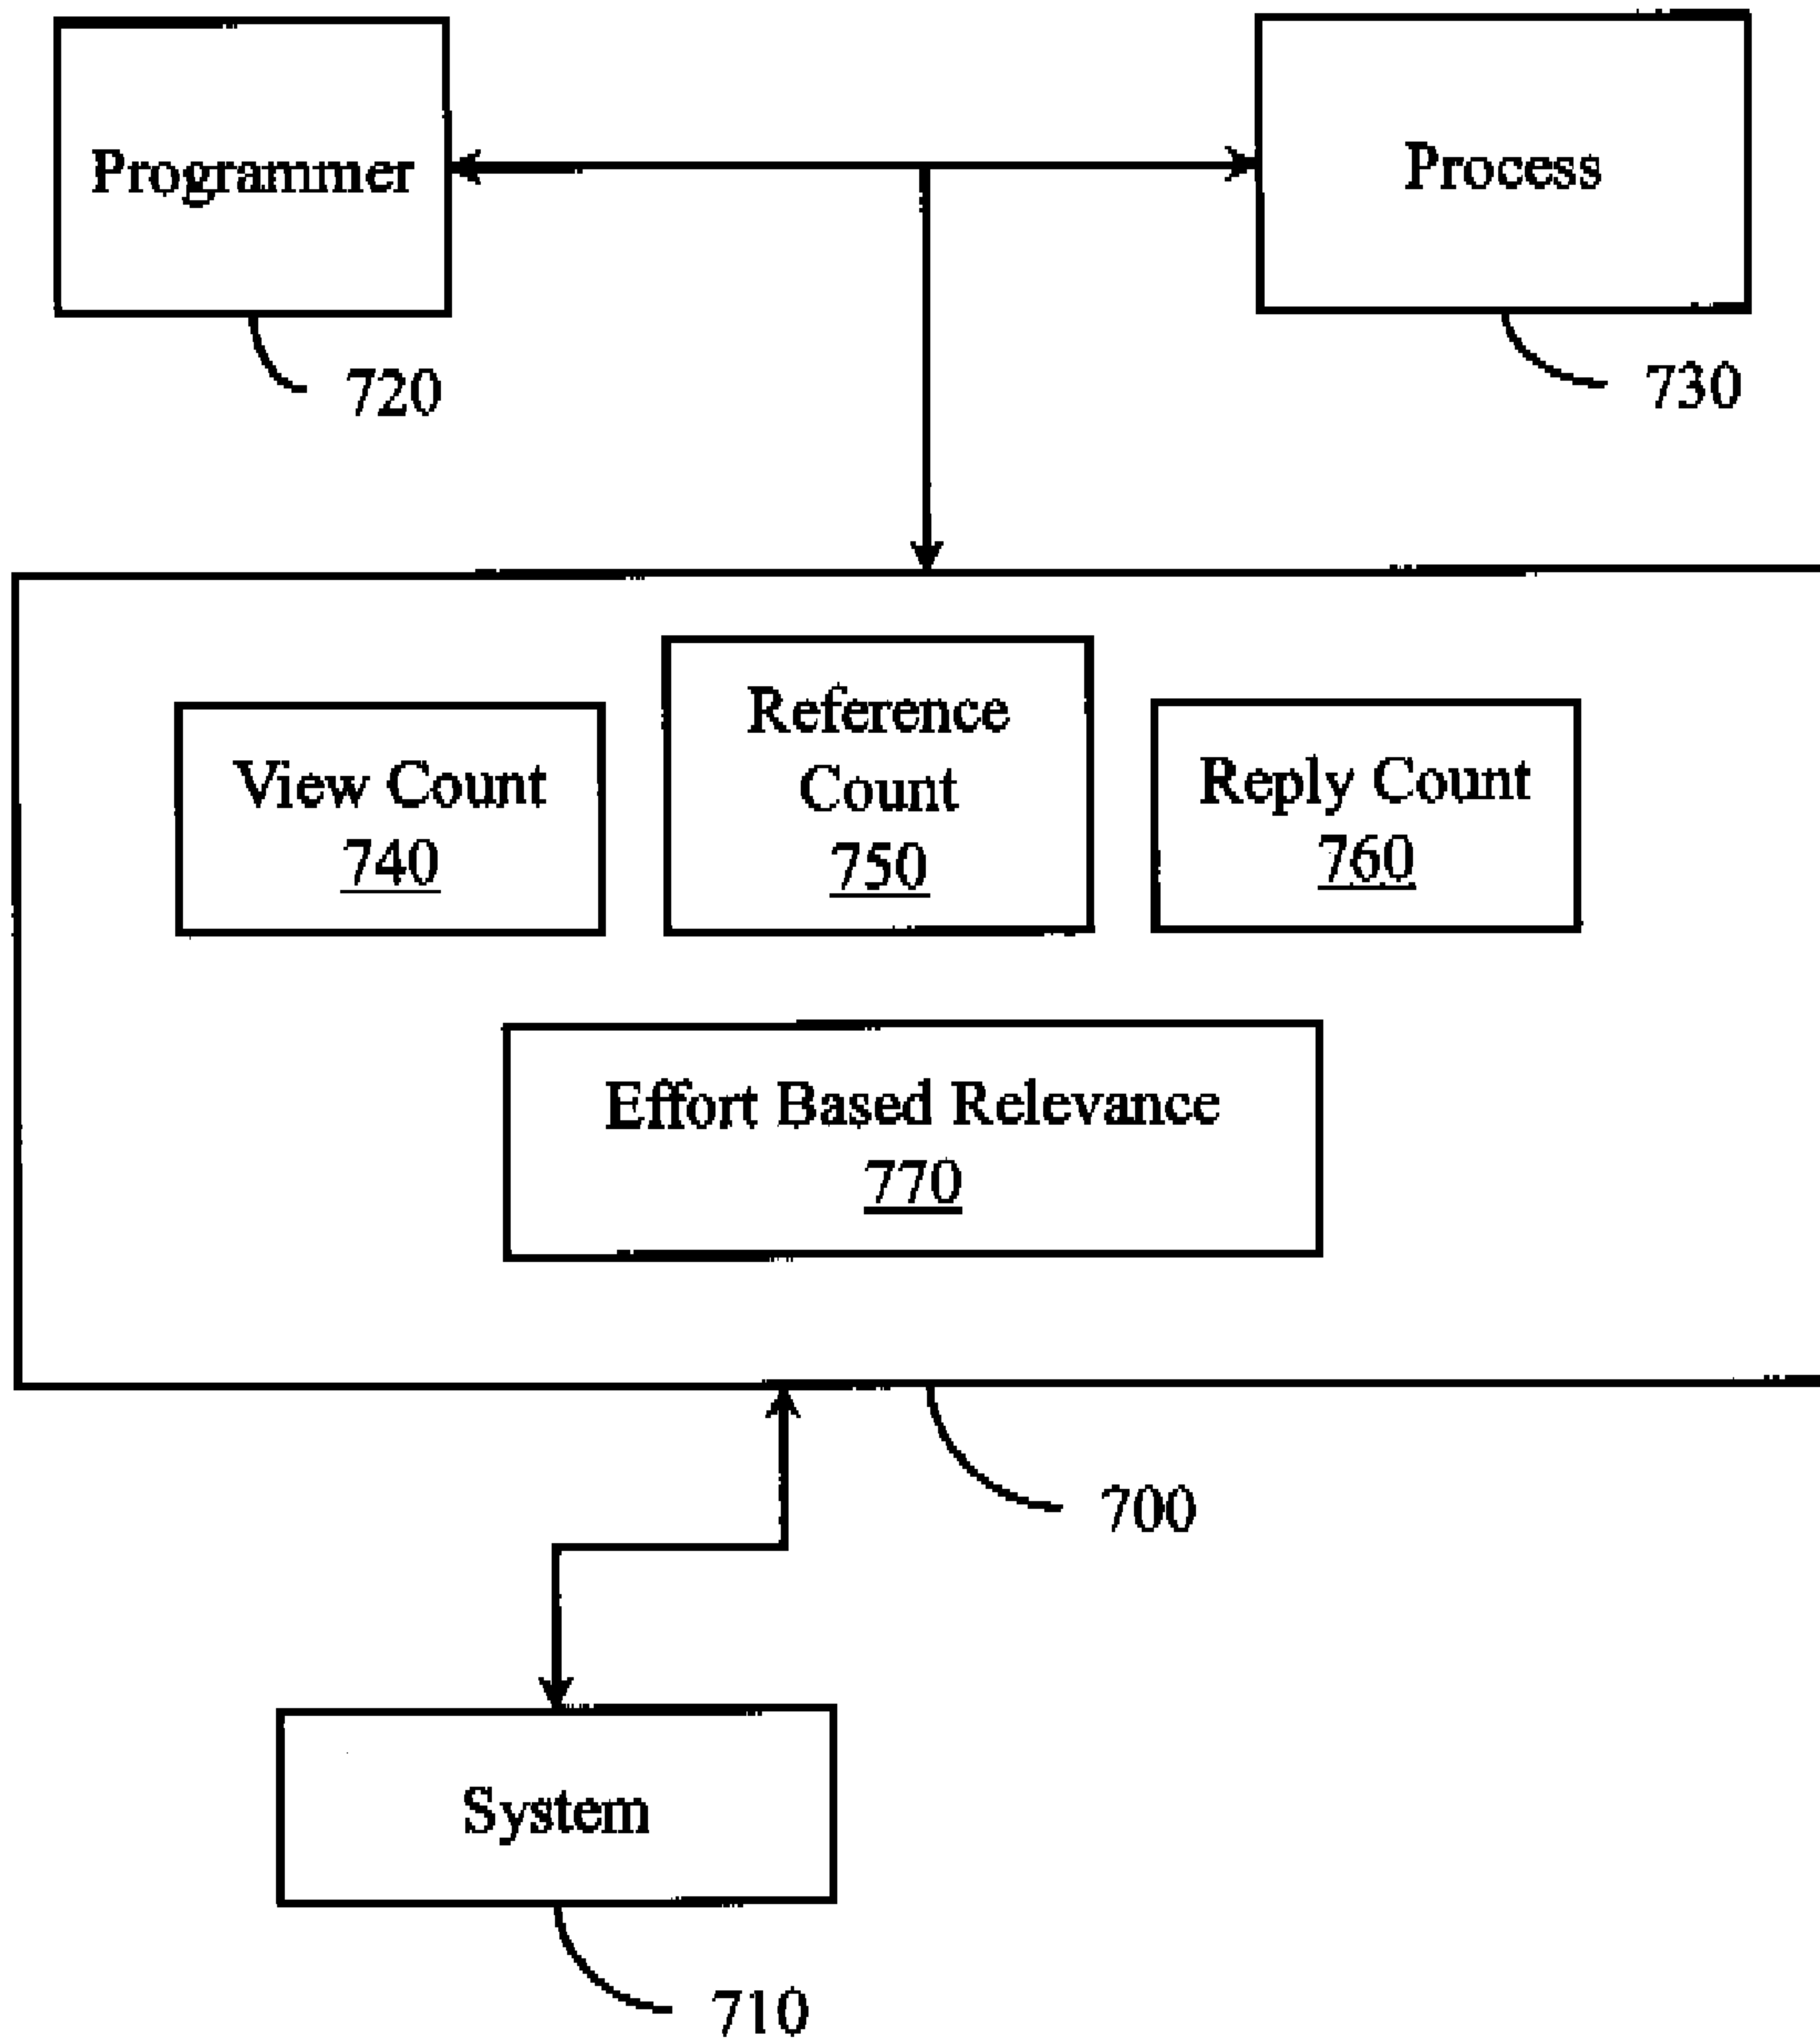 Programmer
Process
720
730
View Count
740
Reference
Count
750
Reply Count
760
Effort Based Relevance
770
700
System
710